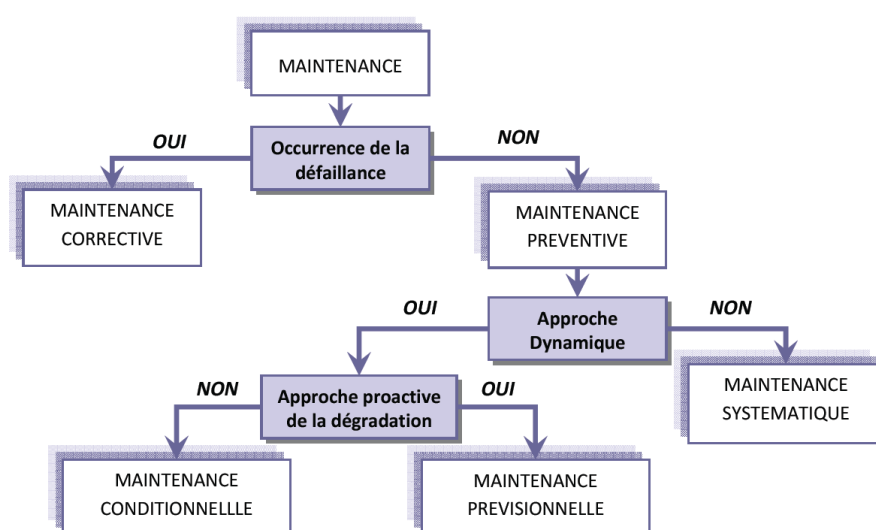 MAINTENANCE
OUI
Occurrence de la
défaillance
NON
MAINTENANCE
CORRECTIVE
MAINTENANCE
PREVENTIVE
OUI
Approche
Dynamique
NON
NON
Approche proactive
de la dégradation
OUI
MAINTENANCE
SYSTEMATIQUE
MAINTENANCE
CONDITIONNELLLE
MAINTENANCE
PREVISIONNELLE